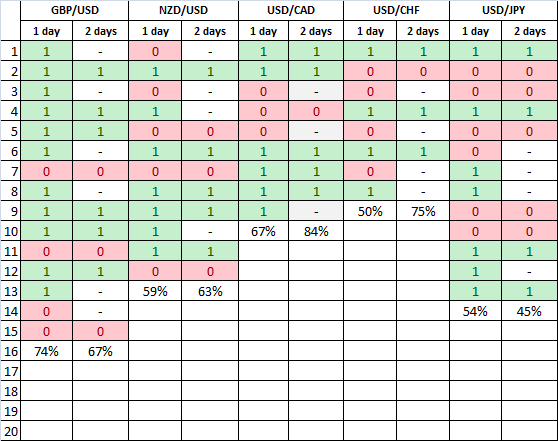 GBP/USD NZD/USD USD/CAD USD/CHF USD/JPY
1 day 2 days 1 day 2 days 1 day 2 days 1 day 2 days 1 day 2 days
1 1 - 0 - 1 1 1 1 1 1
2 1 1 1 1 1 1 0 0 0 0
3 1 - 0 - 0 - 0 - 0 0
4 1 1 1 - 0 0 1 1 1 1
5 1 1 0 0 0 - 0 - 0 0
6 1 - 1 1 1 1 1 1 0 -
7 0 0 0 0 1 1 0 - 1 -
8 1 - 1 1 1 1 1 - 1 -
9 1 1 1 1 1 - 50% 75% 0 0
10 1 1 1 - 67% 84% 0 0
11 0 0 1 1 1 1
12 1 1 0 0 1 -
13 1 - 59% 63% 1 1
14 0 - 54% 45%
15 0 0
16 74% 67%
17
18
19
20